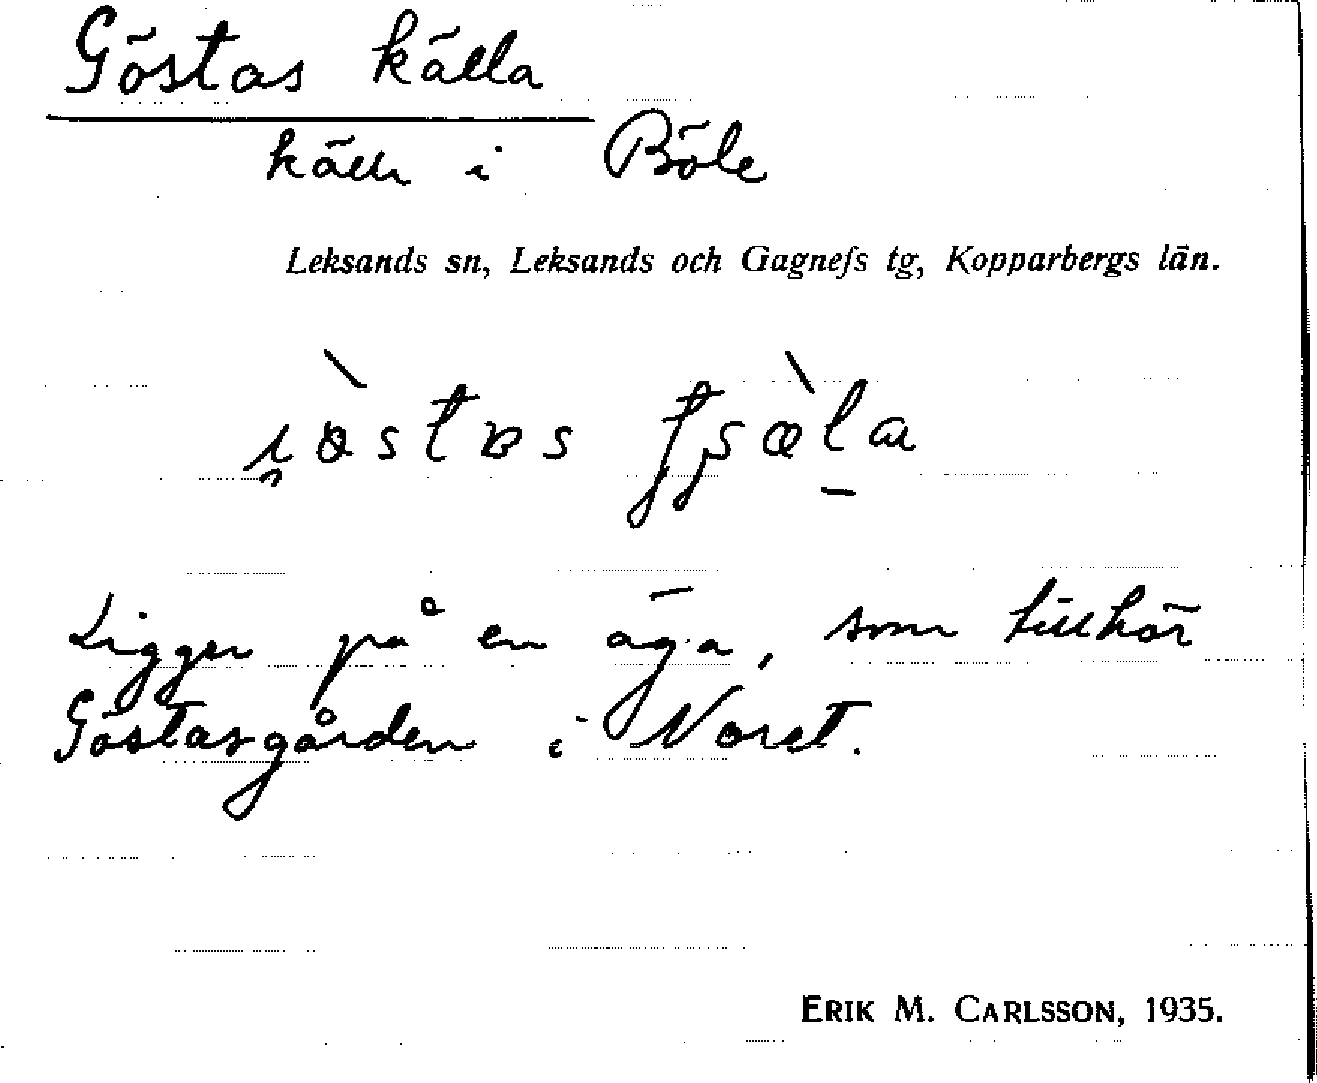 Göstas källa
källa i Böle
Leksands sn, Leksands och Gagnefs tg, Kopparbergs län.
Ligger på en äga, som tillhör
Göstasgården i Noret.
ERIK M. CARLSSON, 1935.